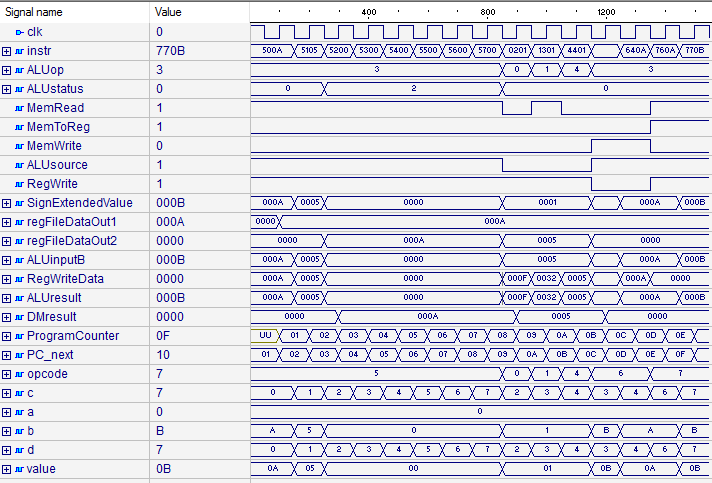 Signal name Value 400 800 1200
clk 0
instr 770B 500A 5105 5200 5300 5400 5500 5600 5700 0201 1301 4401 640A 760A 770B
ALUop 3 3 0 1 4 3
ALUstatus 0 0 2 0
MemRead 1
MemToReg 1
MemWrite 0
ALUsource 1
RegWrite 1
SignExtendedValue 000B 000A 0005 0000 0001 000A 000B
regFileDataOut1 000A 0000 000A
regFileDataOut2 0000 0000 000A 0005 0000
ALUinputB 000B 000A 0005 0000 000A 0005 000A 000B
RegWriteData 0000 000A 0005 0000 000F 0032 0005 000A 0000
ALUresult 000B 000A 0005 0000 000F 0032 0005 000A 000B
DMresult 0000 0000 000A 0005 0000
ProgramCounter 0F UU 01 02 03 04 05 06 07 08 09 0A 0B 0C 0D 0E
PC_next 10 01 02 03 04 05 06 07 08 09 0A 0B 0C 0D 0E 0F
opcode 7 5 0 1 4 6 7
c 7 0 1 2 3 4 5 6 7 2 3 4 3 4 6 7
a 0 0
b B A 5 0 1 B A B
d 7 0 1 2 3 4 5 6 7 2 3 4 3 4 6 7
value 0B 0A 05 00 01 0B 0A 0B